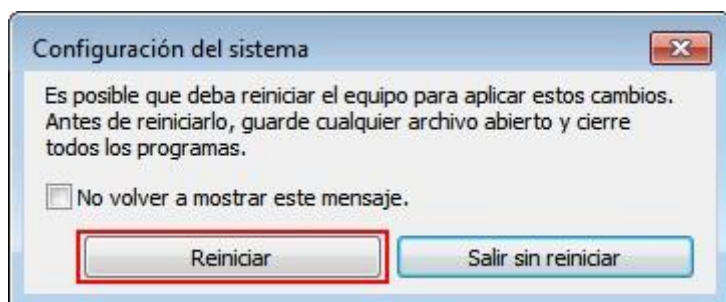 Configuración del sistema
Es posible que deba reiniciar el equipo para aplicar estos cambios.
Antes de reiniciarlo, guarde cualquier archivo abierto y cierre
todos los programas.
No volver a mostrar este mensaje.
Reiniciar
Salir sin reiniciar